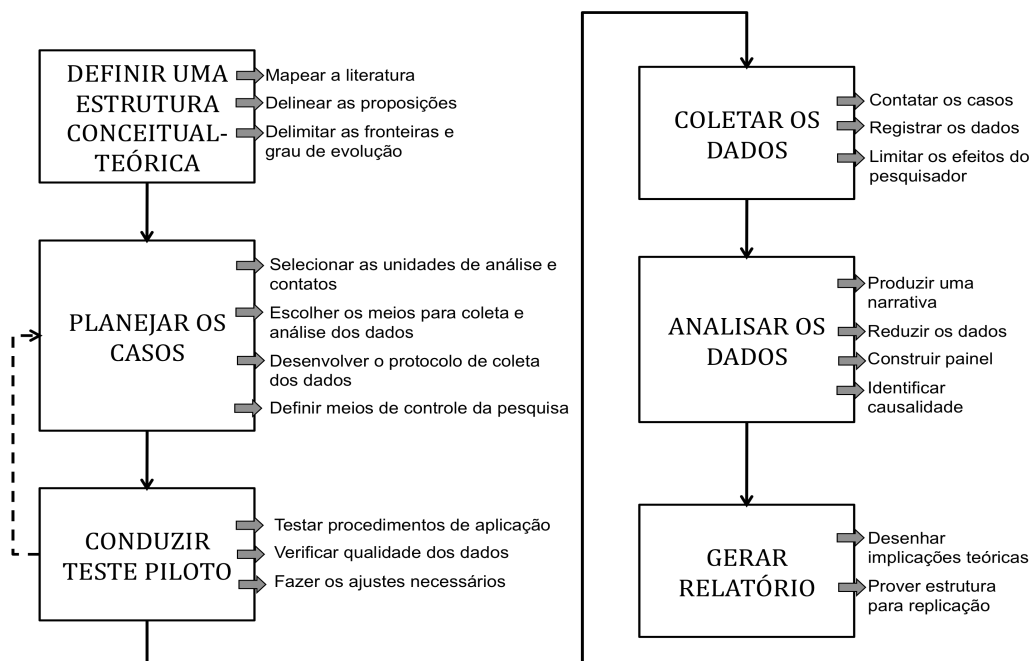 DEFINIR UMA
ESTRUTURA
CONCEITUAL-
TEÓRICA
Mapear a literatura
Delinear as proposições
Delimitar as fronteiras e
grau de evolução
PLANEJAR OS
CASOS
Selecionar as unidades de análise e
contatos
Escolher os meios para coleta e
análise dos dados
Desenvolver o protocolo de coleta
dos dados
Definir meios de controle da pesquisa
CONDUZIR
TESTE PILOTO
Testar procedimentos de aplicação
Verificar qualidade dos dados
Fazer os ajustes necessários
COLETAR OS
DADOS
Contatar os casos
Registrar os dados
Limitar os efeitos do
pesquisador
ANALISAR OS
DADOS
Produzir uma
narrativa
Reduzir os dados
Construir painel
Identificar
causalidade
GERAR
RELATÓRIO
Desenhar
implicações teóricas
Prover estrutura
para replicação